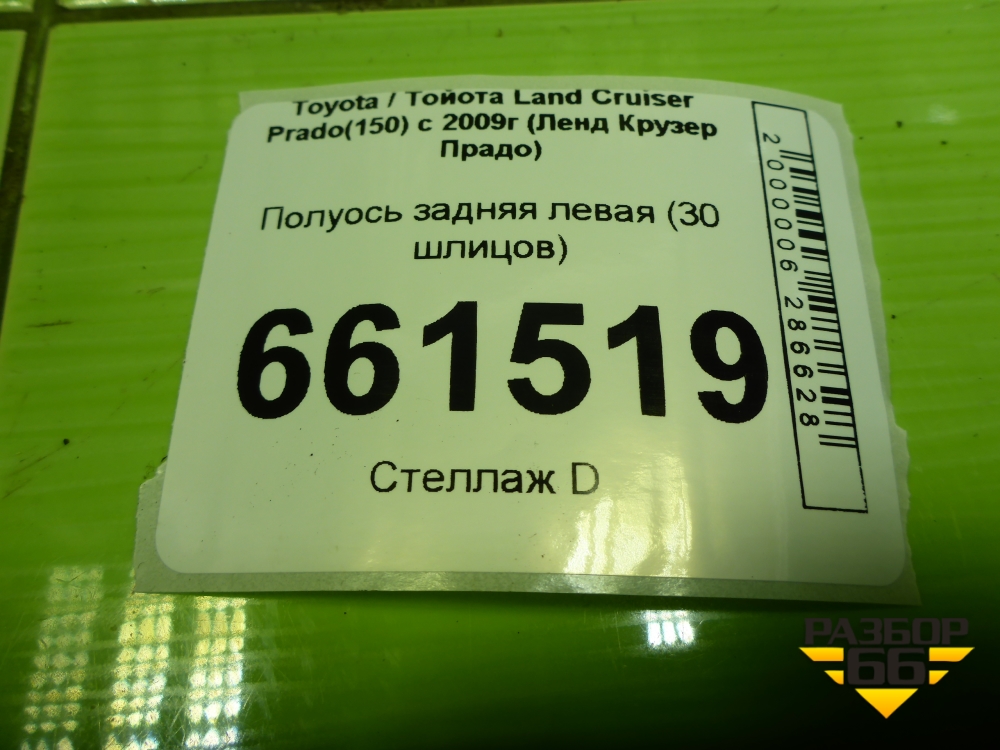 Toyota / Тойота Land Cruiser
Prado(150) с 2009г (Ленд Крузер
Прадо)
Полуось задняя левая (30
шлицов)
661519
Стеллаж D
2000006286628
РАЗБОР
66